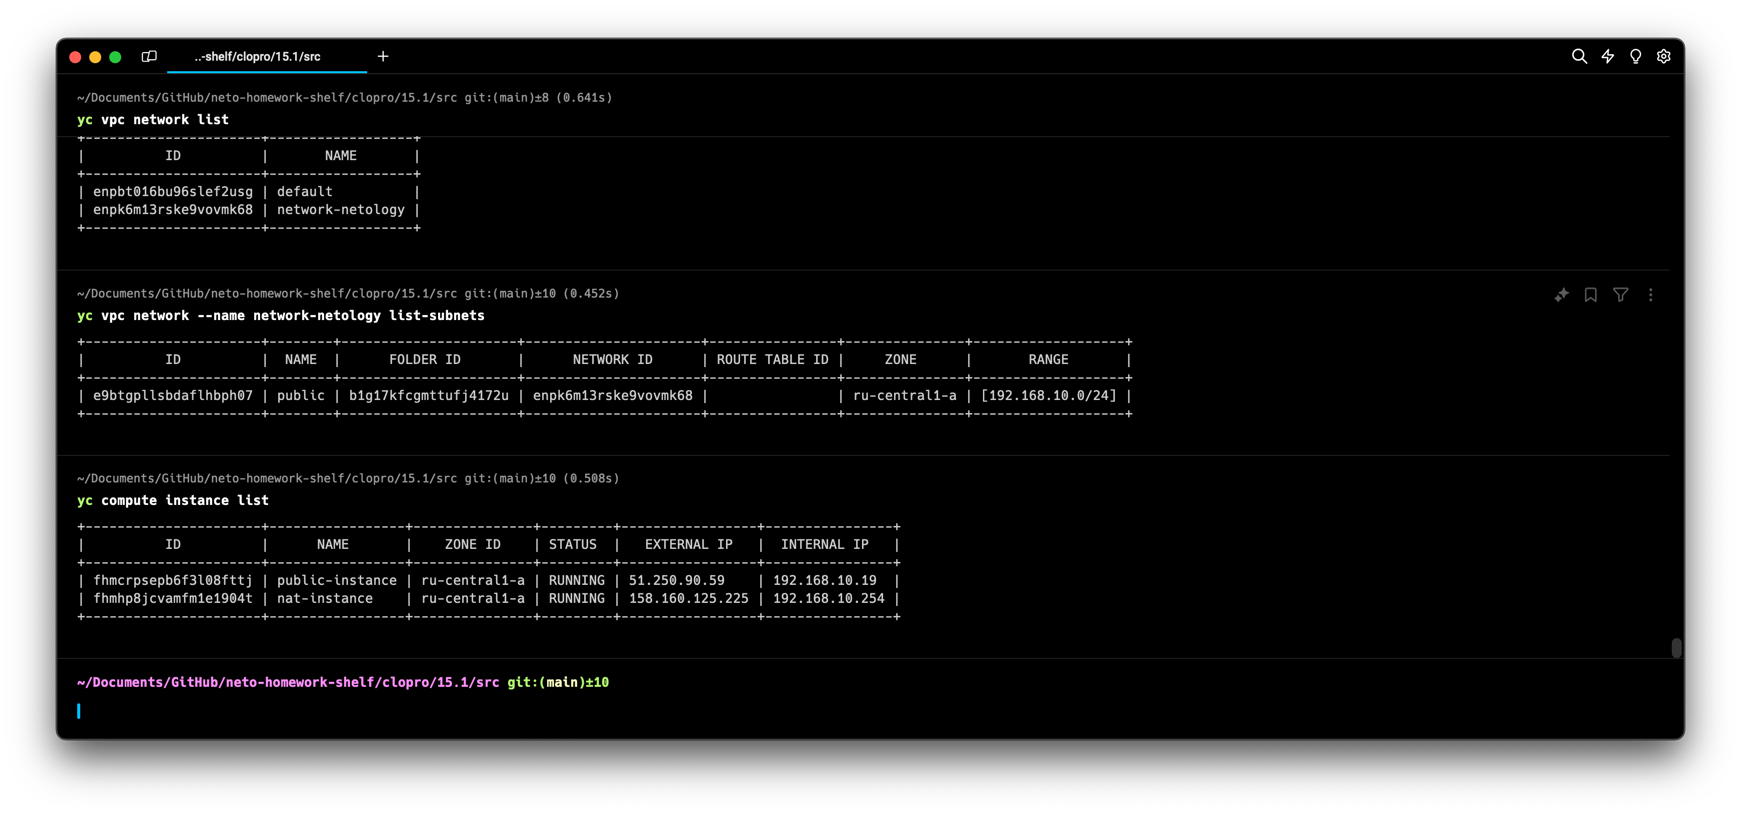 ..-shelf/clopro/15.1/src
~/Documents/GitHub/neto-homework-shelf/clopro/15.1/src git:(main)±8 (0.641s)
yc vpc network list
+----------------------+------------------+
|          ID          |       NAME       |
+----------------------+------------------+
| enpbt016bu96slef2usg | default          |
| enpk6m13rske9vovmk68 | network-netology |
+----------------------+------------------+
~/Documents/GitHub/neto-homework-shelf/clopro/15.1/src git:(main)±10 (0.452s)
yc vpc network --name network-netology list-subnets
+----------------------+--------+----------------------+----------------------+----------------+---------------+-------------------+
|          ID          |  NAME  |      FOLDER ID       |      NETWORK ID      | ROUTE TABLE ID |     ZONE      |       RANGE       |
+----------------------+--------+----------------------+----------------------+----------------+---------------+-------------------+
| e9btgpllsbdaflhbph07 | public | b1g17kfcgmttufj4172u | enpk6m13rske9vovmk68 |                | ru-central1-a | [192.168.10.0/24] |
+----------------------+--------+----------------------+----------------------+----------------+---------------+-------------------+
~/Documents/GitHub/neto-homework-shelf/clopro/15.1/src git:(main)±10 (0.508s)
yc compute instance list
+----------------------+-----------------+---------------+---------+-----------------+----------------+
|          ID          |      NAME       |    ZONE ID    | STATUS  |   EXTERNAL IP   |  INTERNAL IP   |
+----------------------+-----------------+---------------+---------+-----------------+----------------+
| fhmcrpsepb6f3l08fttj | public-instance | ru-central1-a | RUNNING | 51.250.90.59    | 192.168.10.19  |
| fhmhp8jcvamfm1e1904t | nat-instance    | ru-central1-a | RUNNING | 158.160.125.225 | 192.168.10.254 |
+----------------------+-----------------+---------------+---------+-----------------+----------------+
~/Documents/GitHub/neto-homework-shelf/clopro/15.1/src git:(main)±10